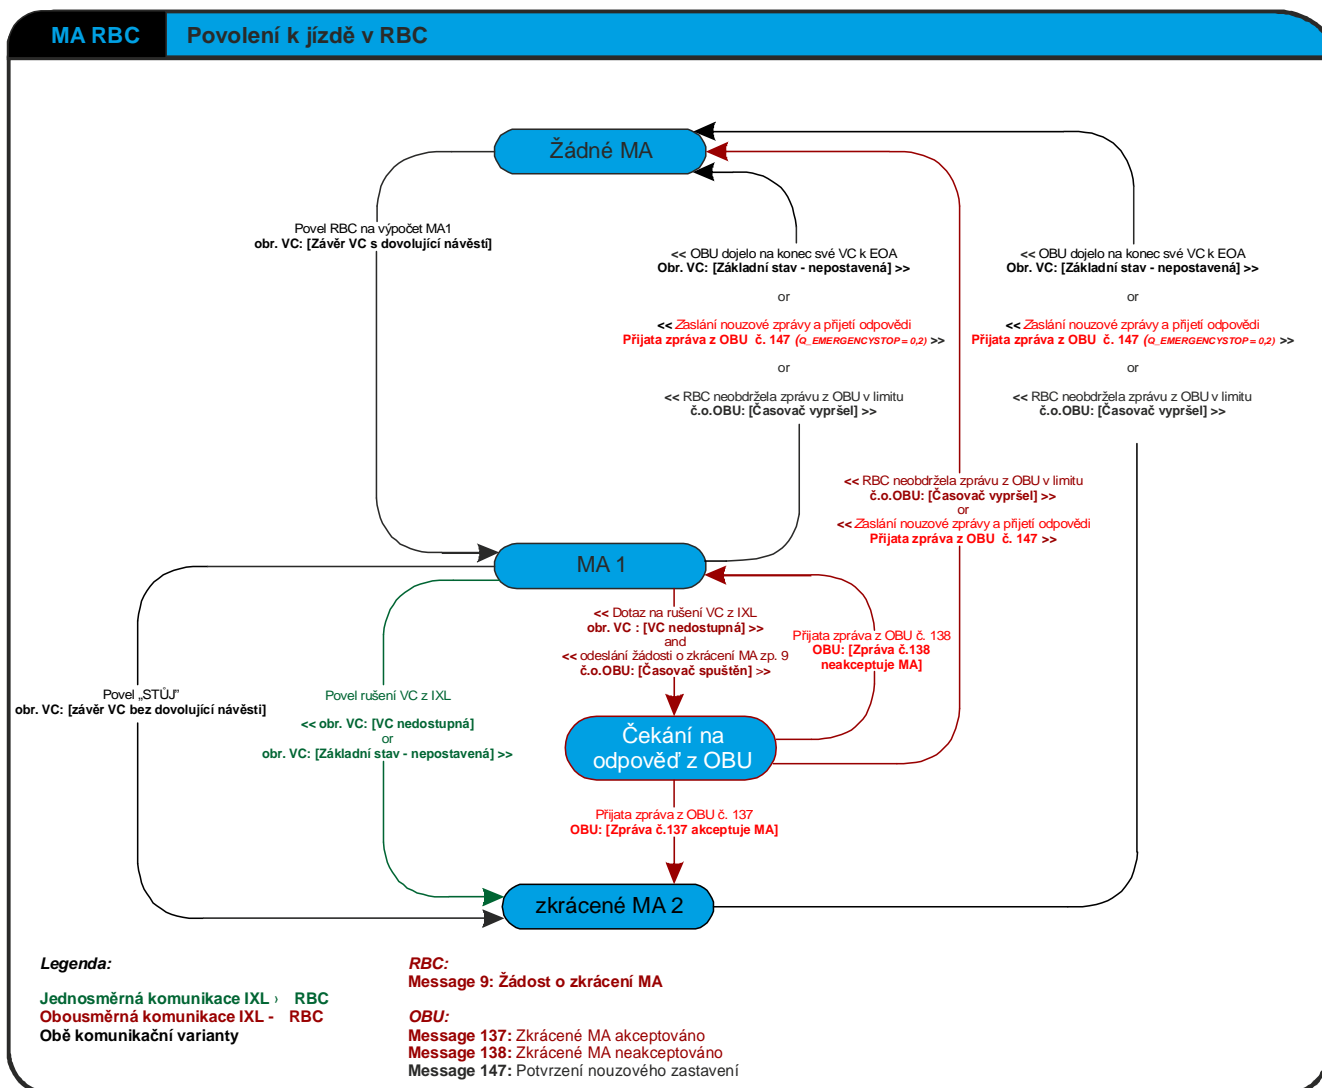 MA RBC
Povolení k jízdě v RBC
Žádné MA
Povel RBC na výpočet MA1
obr. VC: [Závěr VC s dovolující návěstí]
<< OBU dojelo na konec své VC k EOA
Obr. VC: [Základní stav - nepostavená] >>
or
<< Zaslání nouzové zprávy a přijetí odpovědi
Přijata zpráva z OBU č. 147 (Q_EMERGENCYSTOP = 0,2) >>
or
<< RBC neobdržela zprávu z OBU v limitu
č.o.OBU: [Časovač vypršel] >>
<< OBU dojelo na konec své VC k EOA
Obr. VC: [Základní stav - nepostavená] >>
or
<< Zaslání nouzové zprávy a přijetí odpovědi
Přijata zpráva z OBU č. 147 (Q_EMERGENCYSTOP = 0,2) >>
or
<< RBC neobdržela zprávu z OBU v limitu
č.o.OBU: [Časovač vypršel] >>
<< RBC neobdržela zprávu z OBU v limitu
č.o.OBU: [Časovač vypršel] >>
or
<< Zaslání nouzové zprávy a přijetí odpovědi
Přijata zpráva z OBU č. 147 >>
MA 1
<< Dotaz na rušení VC z IXL
obr. VC : [VC nedostupná] >>
and
<< odeslání žádosti o zkrácení MA zp. 9
č.o.OBU: [Časovač spuštěn] >>
Přijata zpráva z OBU č. 138
OBU: [Zpráva č.138
neakceptuje MA]
Povel „STŮJ"
obr. VC: [závěr VC bez dovolující návěsti]
Povel rušení VC z IXL
<< obr. VC: [VC nedostupná]
or
obr. VC: [Základní stav - nepostavená] >>
Čekání na
odpověď z OBU
Přijata zpráva z OBU č. 137
OBU: [Zpráva č.137 akceptuje MA]
zkrácené MA 2
Legenda:
Jednosměrná komunikace IXL › RBC
Obousměrná komunikace IXL - RBC
Obě komunikační varianty
RBC:
Message 9: Žádost o zkrácení MA
OBU:
Message 137: Zkrácené MA akceptováno
Message 138: Zkrácené MA neakceptováno
Message 147: Potvrzení nouzového zastavení